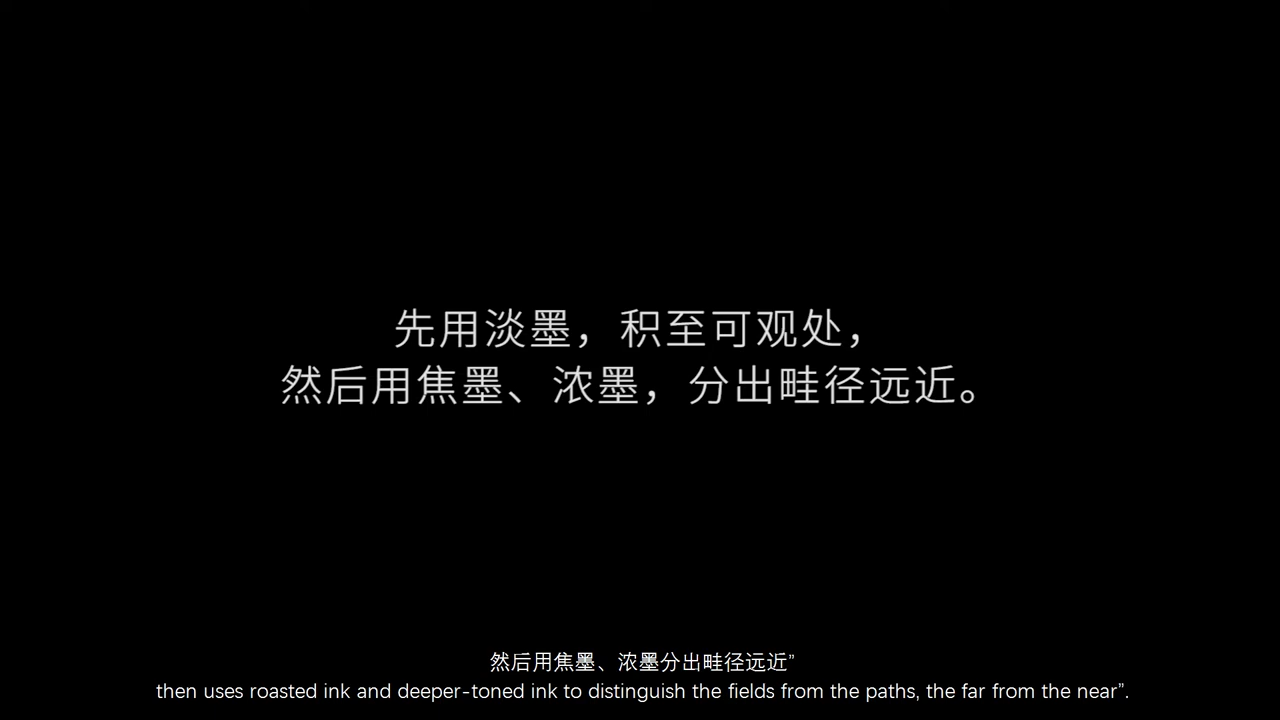 先用淡墨，积至可观处，
然后用焦墨、浓墨，分出畦径远近。
然后用焦墨、浓墨分出畦径远近”
then uses roasted ink and deeper-toned ink to distinguish the fields from the paths, the far from the near”.